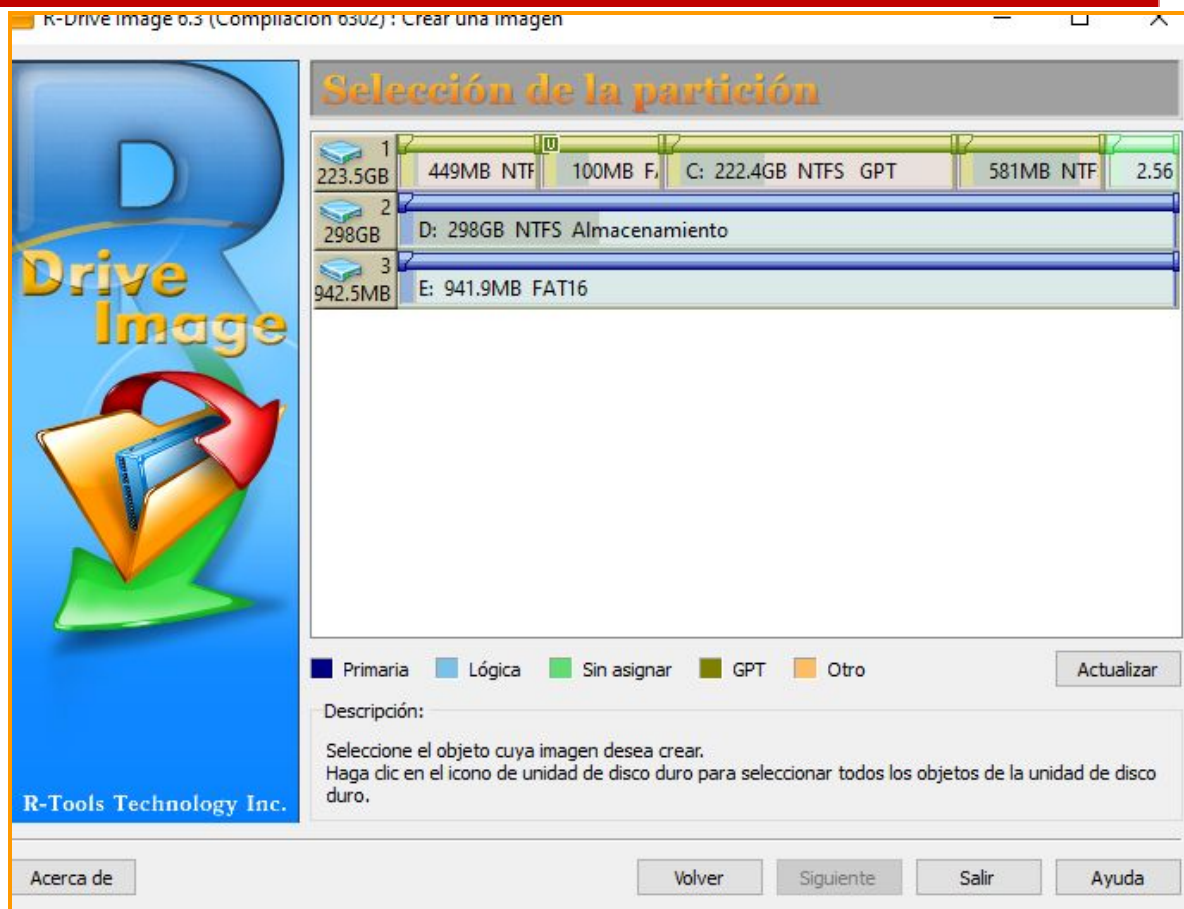 R-Drive Image 6.3 (Compilación 6302) : Crear una imagen
Selección de la partición
1
223.5GB
449MB NTF
100MB F
C: 222.4GB NTFS GPT
581MB NTF
2.56
2
298GB
D: 298GB NTFS Almacenamiento
3
942.5MB
E: 941.9MB FAT16
R
Drive
Image
Primaria
Lógica
Sin asignar
GPT
Otro
Actualizar
Descripción:
Seleccione el objeto cuya imagen desea crear.
Haga clic en el icono de unidad de disco duro para seleccionar todos los objetos de la unidad de disco
duro.
R-Tools Technology Inc.
Acerca de
Volver
Siguiente
Salir
Ayuda